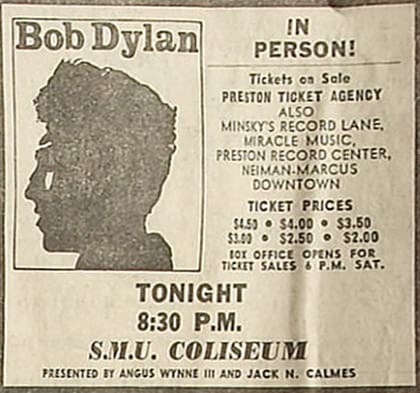 Bob Dylan
IN
PERSON!
Tickets on Sale
PRESTON TICKET AGENCY
ALSO
MINSKY'S RECORD LANE,
MIRACLE MUSIC,
PRESTON RECORD CENTER,
NEIMAN-MARCUS
DOWNTOWN
TICKET PRICES
$4.50 • $4.00 • $3.50
$3.00 • $2.50 • $2.00
BOX OFFICE OPENS FOR
TICKET SALES 6 P.M. SAT.
TONIGHT
8:30 P.M.
S.M.U. COLISEUM
PRESENTED BY ANGUS WYNNE III AND JACK N. CALMES